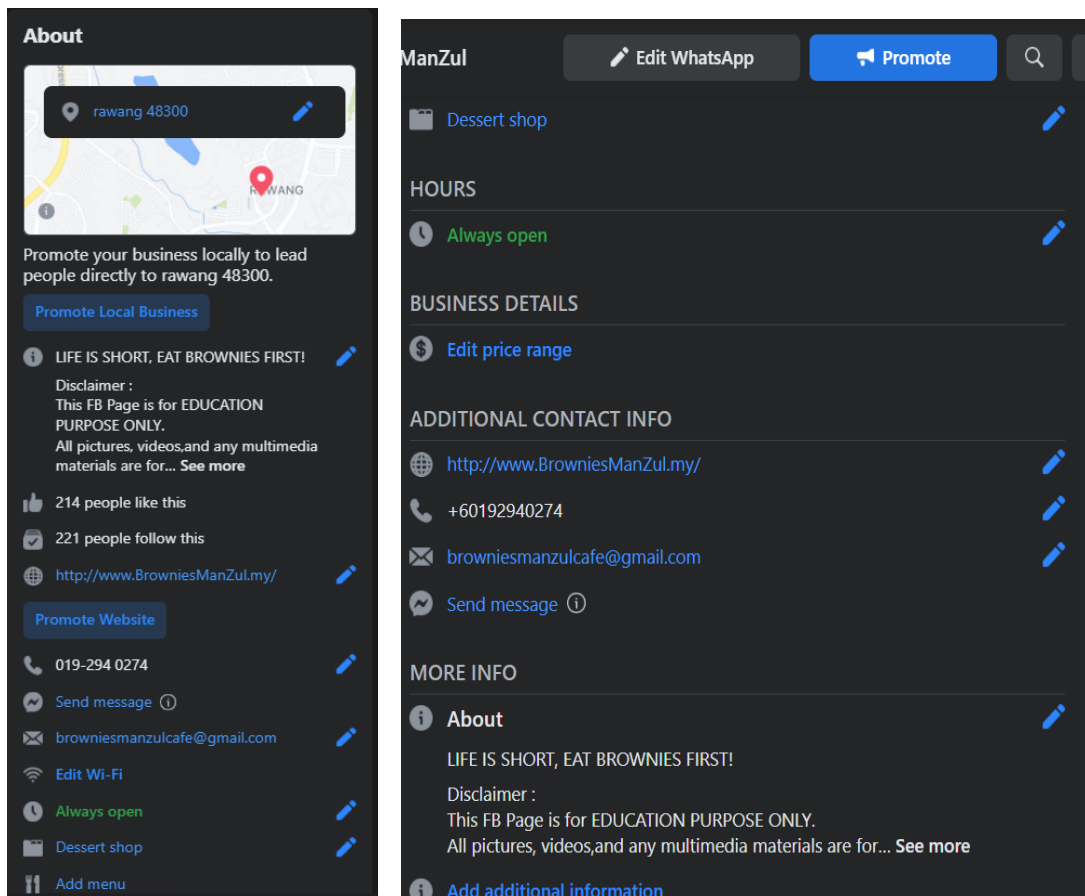 About
rawang 48300
RAWANG
Promote your business locally to lead
people directly to rawang 48300.
Promote Local Business
LIFE IS SHORT, EAT BROWNIES FIRST!
Disclaimer :
This FB Page is for EDUCATION
PURPOSE ONLY.
All pictures, videos,and any multimedia
materials are for... See more
214 people like this
221 people follow this
http://www.BrowniesManZul.my/
Promote Website
019-294 0274
Send message
browniesmanzulcafe@gmail.com
Edit Wi-Fi
Always open
Dessert shop
Add menu
ManZul
Edit WhatsApp
Promote
Dessert shop
HOURS
Always open
BUSINESS DETAILS
Edit price range
ADDITIONAL CONTACT INFO
http://www.BrowniesManZul.my/
+60192940274
browniesmanzulcafe@gmail.com
Send message
MORE INFO
About
LIFE IS SHORT, EAT BROWNIES FIRST!
Disclaimer :
This FB Page is for EDUCATION PURPOSE ONLY.
All pictures, videos,and any multimedia materials are for... See more
Add additional information